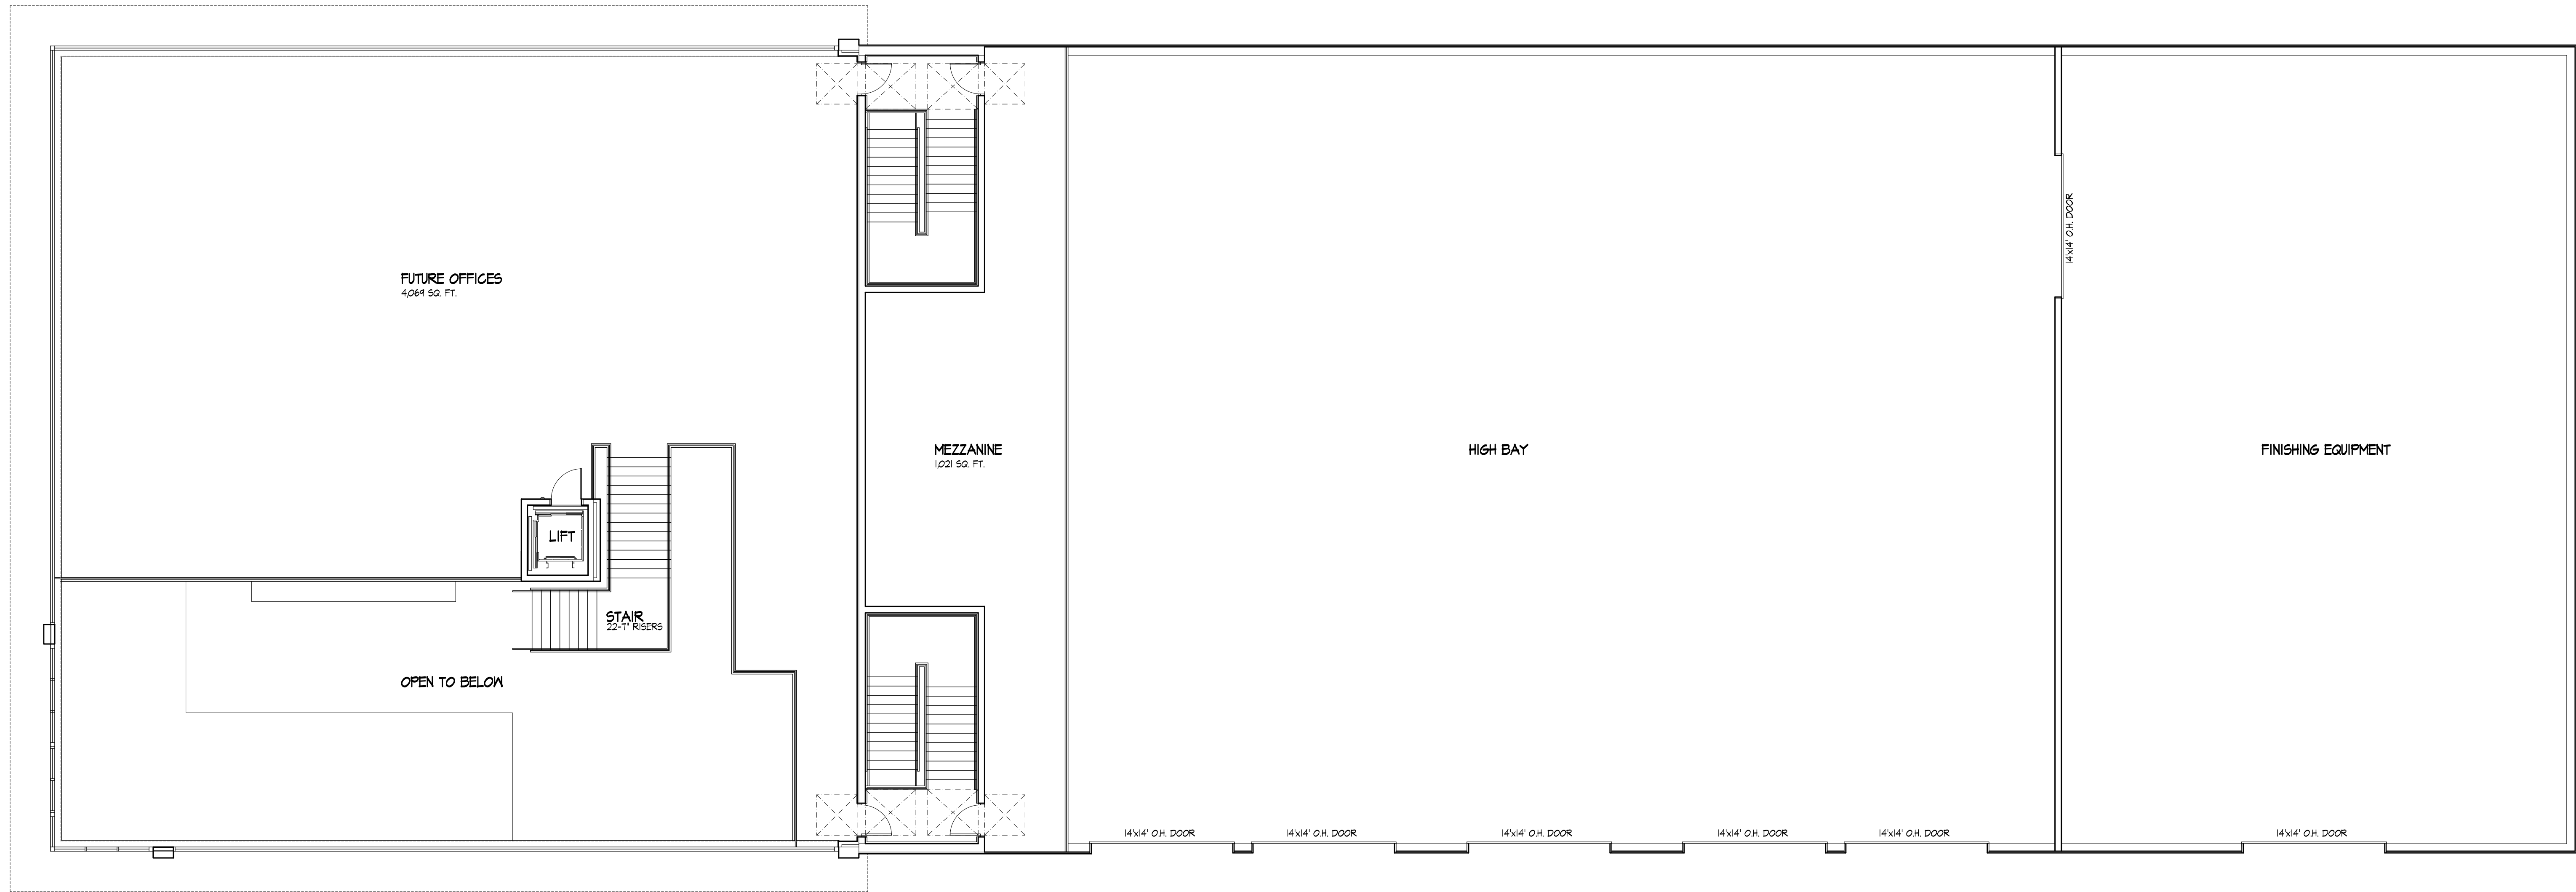 14'x14' O.H. DOOR
FUTURE OFFICES
4,069 SQ. FT.
MEZZANINE
1,021 SQ. FT.
HIGH BAY
FINISHING EQUIPMENT
LIFT
STAIR
22-7" RISERS
OPEN TO BELOW
14'x14' O.H. DOOR
14'x14' O.H. DOOR
14'x14' O.H. DOOR
14'x14' O.H. DOOR
14'x14' O.H. DOOR
14'x14' O.H. DOOR